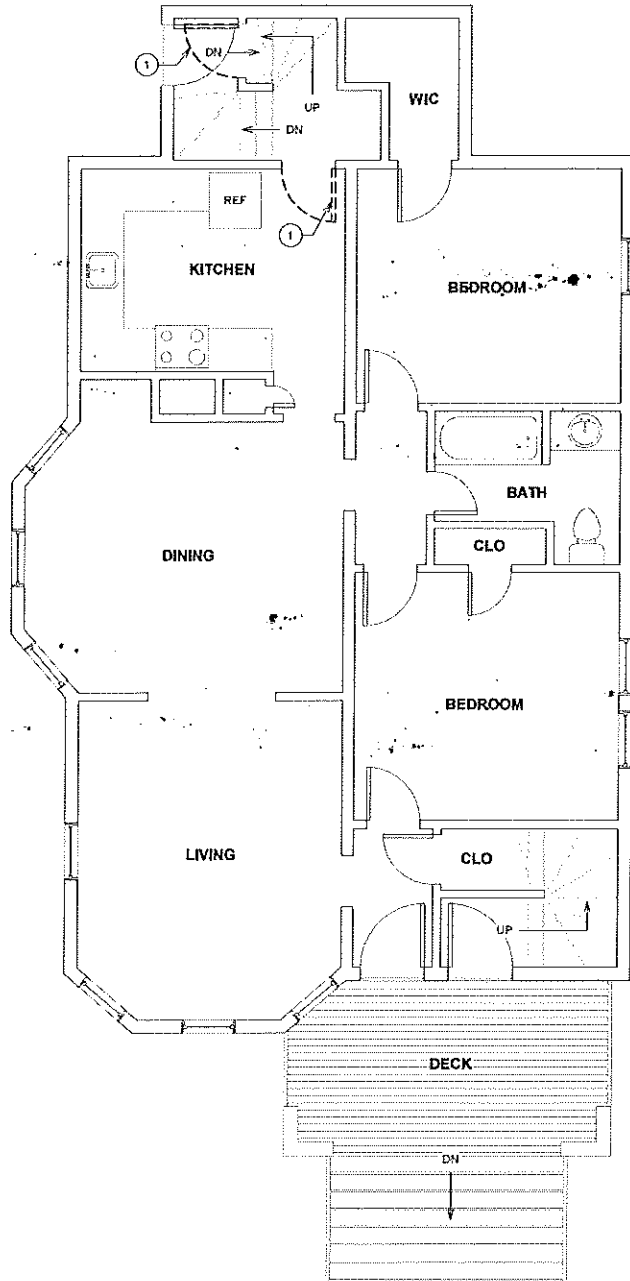 1
DN
UP
WIC
DN
REF
1
KITCHEN
BEDROOM
BATH
CLO
DINING
BEDROOM
LIVING
CLO
UP
DECK
DN